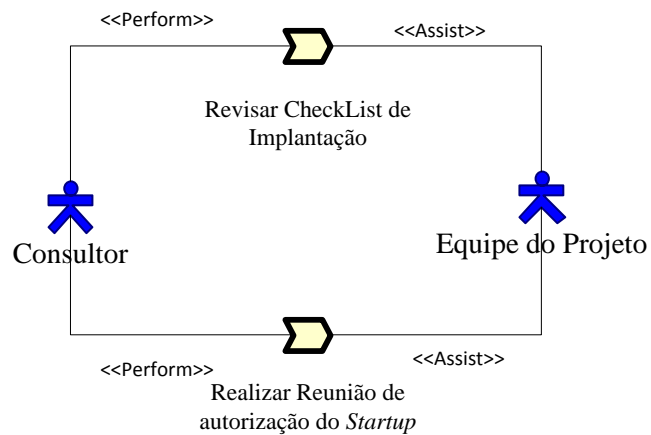 <<Perform>>
<<Assist>>
Revisar CheckList de
Implantação
Consultor
Equipe do Projeto
<<Perform>>
<<Assist>>
Realizar Reunião de
autorização do Startup